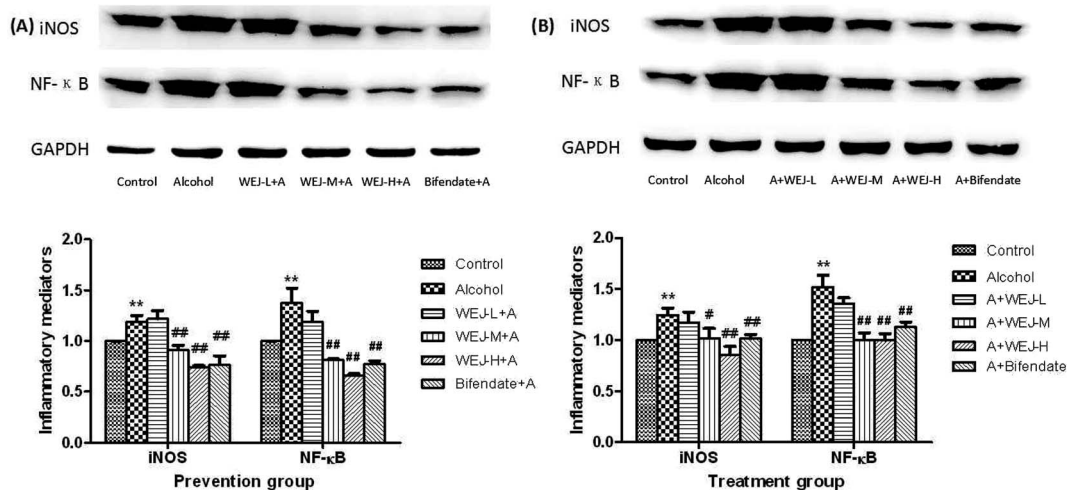 (A) iNOS
NF-κB
GAPDH
Control Alcohol WEJ-L+A WEJ-M+A WEJ-H+A Bifendate+A
Inflammatory mediators
2.0
1.5
1.0
0.5
0.0
** ## ## ##
** ## ## ##
iNOS NF-κB
Prevention group
Control
Alcohol
WEJ-L+A
WEJ-M+A
WEJ-H+A
Bifendate+A
(B) iNOS
NF-κB
GAPDH
Control Alcohol A+WEJ-L A+WEJ-M A+WEJ-H A+Bifendate
Inflammatory mediators
2.0
1.5
1.0
0.5
0.0
** # ## ##
** ## ## ##
iNOS NF-κB
Treatment group
Control
Alcohol
A+WEJ-L
A+WEJ-M
A+WEJ-H
A+Bifendate